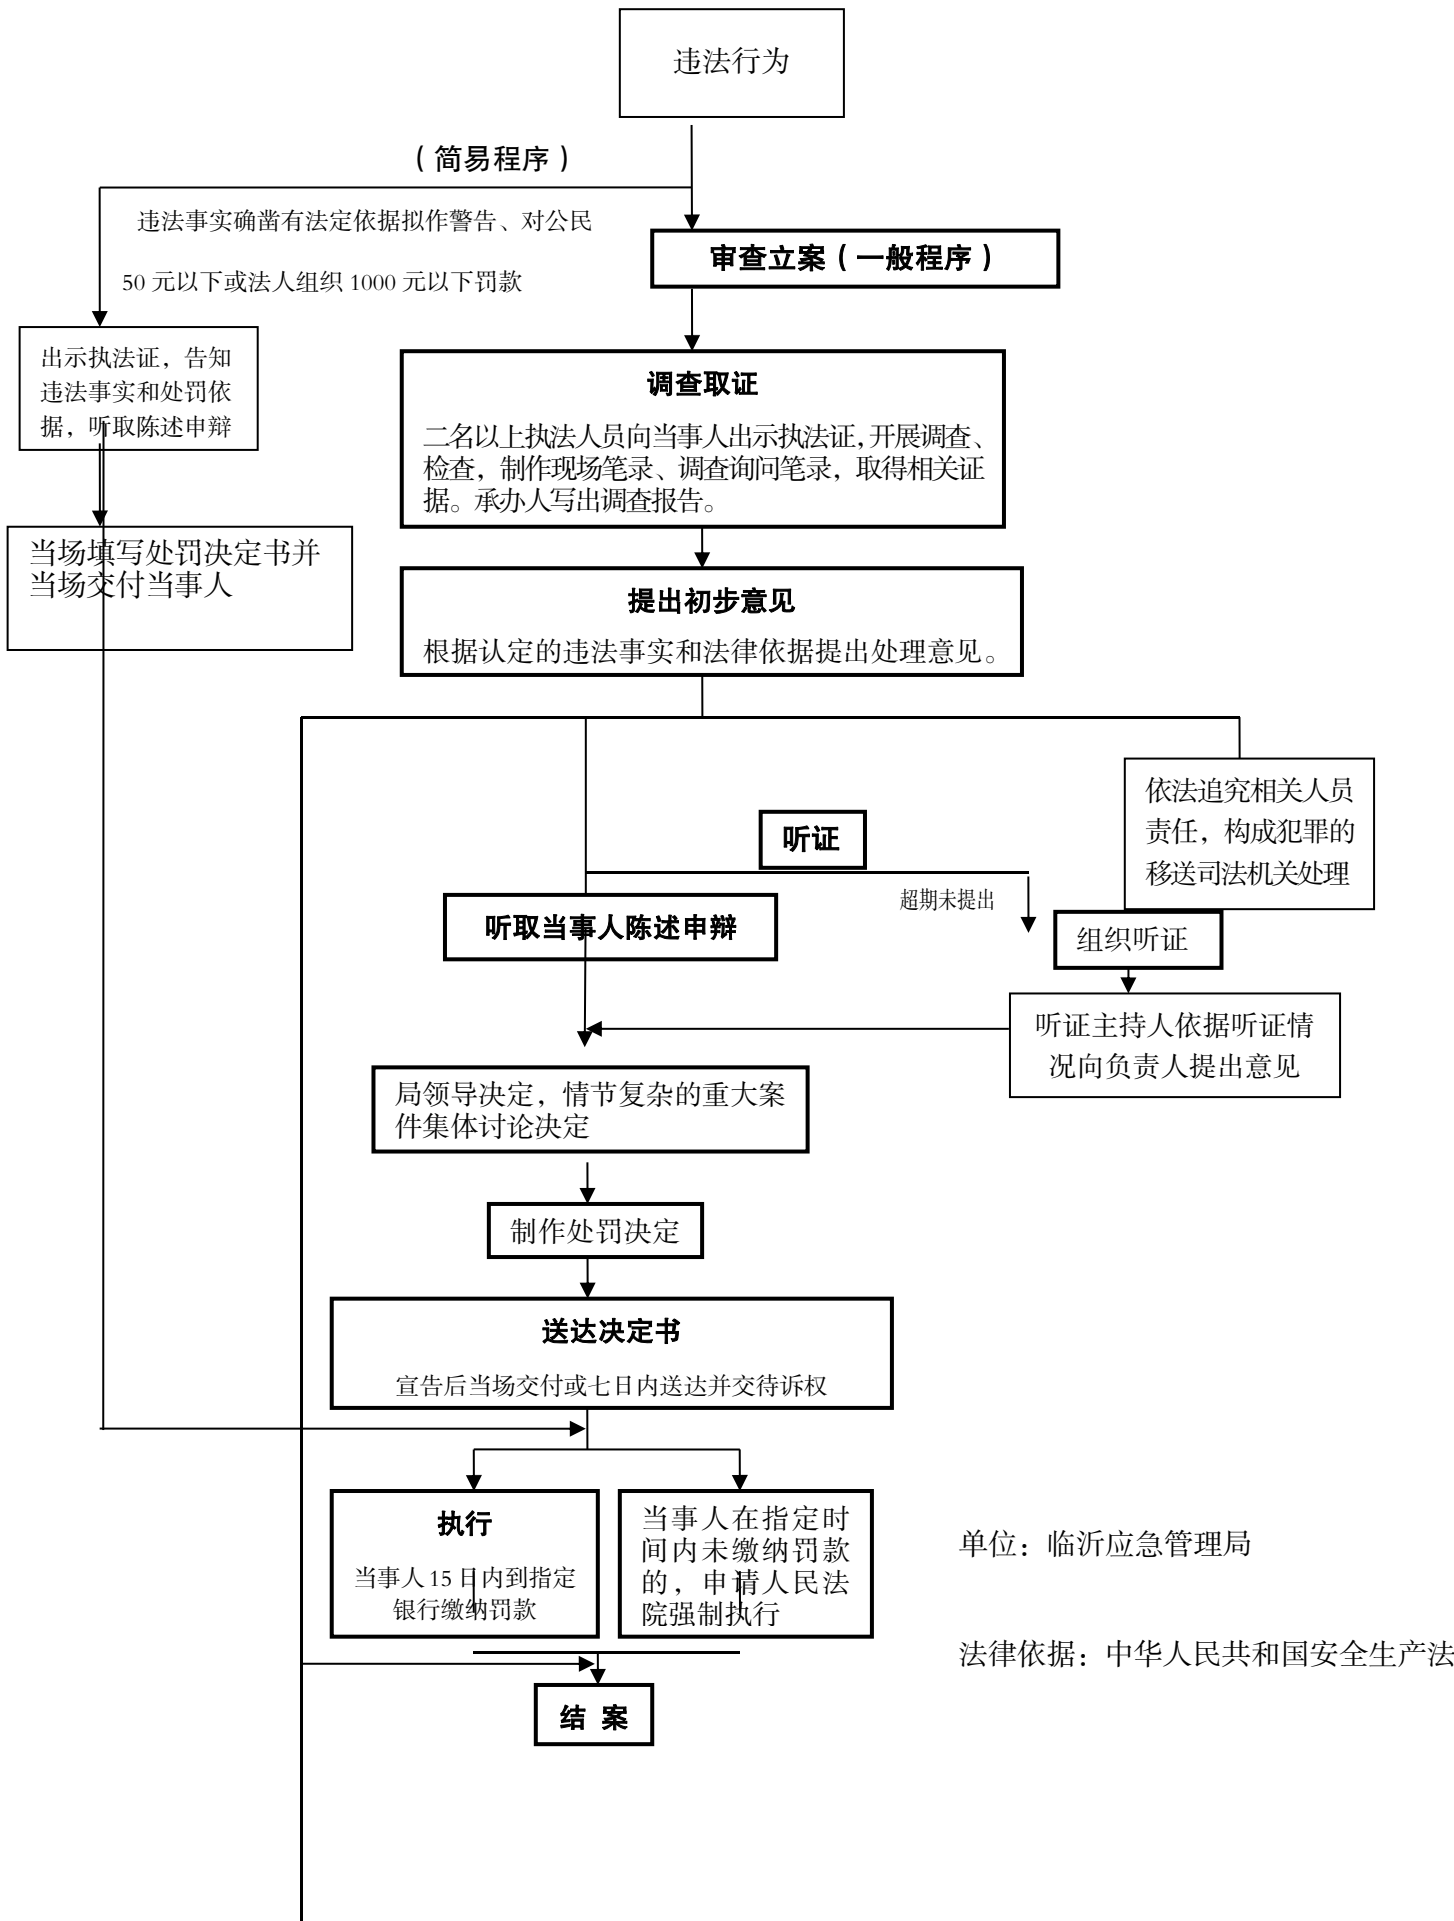 违法行为
（简易程序）
违法事实确凿有法定依据拟作警告、对公民
50 元以下或法人组织 1000 元以下罚款
审查立案（一般程序）
出示执法证，告知
违法事实和处罚依
据，听取陈述申辩
调查取证
二名以上执法人员向当事人出示执法证，开展调查、
检查，制作现场笔录、调查询问笔录，取得相关证
据。承办人写出调查报告。
当场填写处罚决定书并
当场交付当事人
提出初步意见
根据认定的违法事实和法律依据提出处理意见。
依法追究相关人员
责任，构成犯罪的
移送司法机关处理
听证
超期未提出
听取当事人陈述申辩
组织听证
听证主持人依据听证情
况向负责人提出意见
局领导决定，情节复杂的重大案
件集体讨论决定
制作处罚决定
送达决定书
宣告后当场交付或七日内送达并交待诉权
执行
当事人 15 日内到指定
银行缴纳罚款
当事人在指定时
间内未缴纳罚款
的，申请人民法
院强制执行
单位：临沂应急管理局
法律依据：中华人民共和国安全生产法
结 案